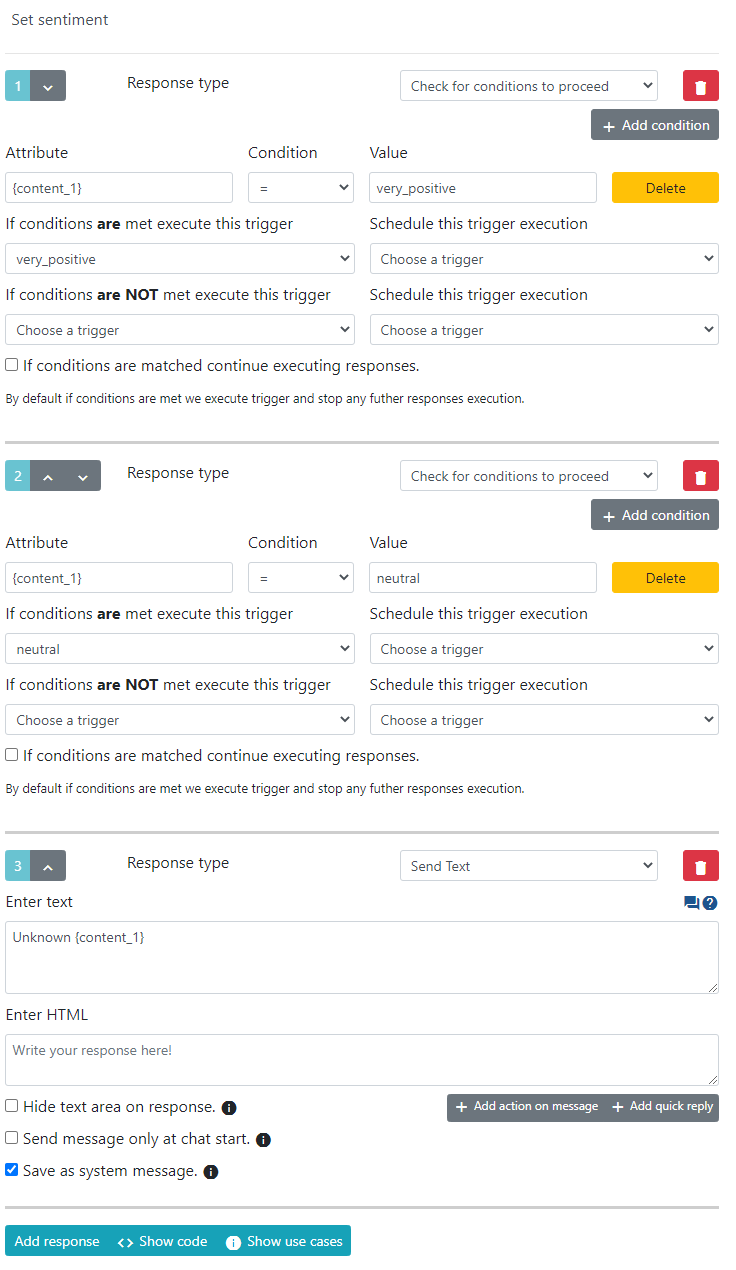 Set sentiment
1 Response type Check for conditions to proceed
+ Add condition
Attribute Condition Value
{content_1} = very_positive Delete
If conditions are met execute this trigger Schedule this trigger execution
very_positive Choose a trigger
If conditions are NOT met execute this trigger Schedule this trigger execution
Choose a trigger Choose a trigger
If conditions are matched continue executing responses.
By default if conditions are met we execute trigger and stop any futher responses execution.
2 Response type Check for conditions to proceed
+ Add condition
Attribute Condition Value
{content_1} = neutral Delete
If conditions are met execute this trigger Schedule this trigger execution
neutral Choose a trigger
If conditions are NOT met execute this trigger Schedule this trigger execution
Choose a trigger Choose a trigger
If conditions are matched continue executing responses.
By default if conditions are met we execute trigger and stop any futher responses execution.
3 Response type Send Text
Enter text
Unknown {content_1}
Enter HTML
Write your response here!
Hide text area on response. + Add action on message + Add quick reply
Send message only at chat start.
Save as system message.
Add response <> Show code Show use cases